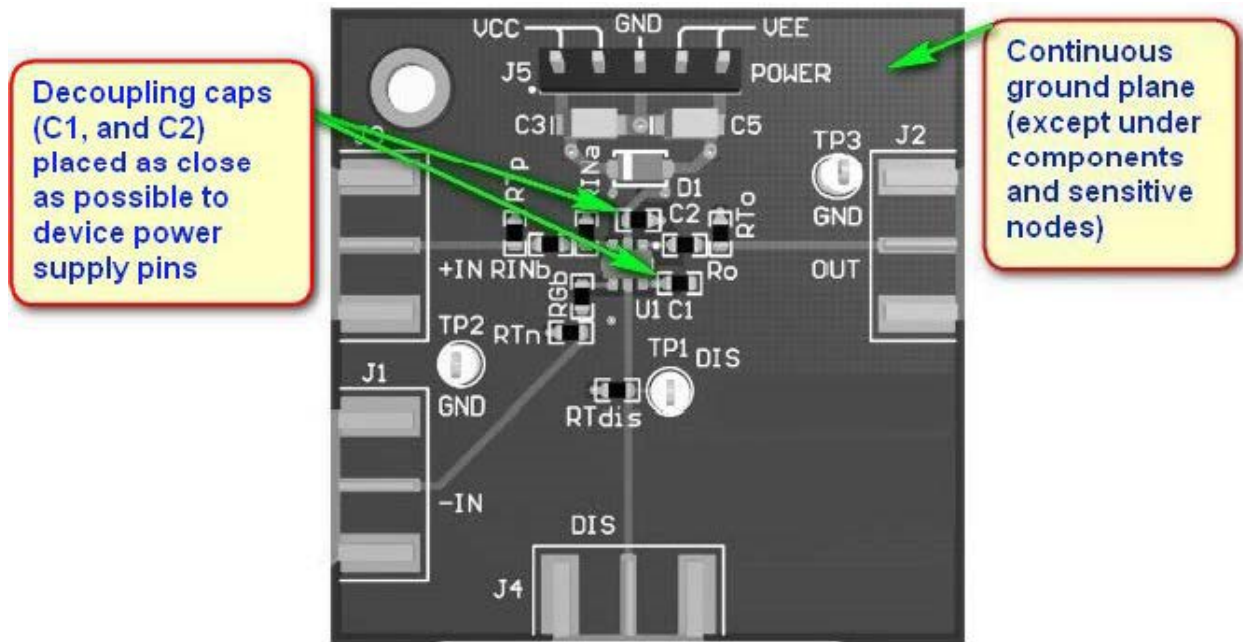 VCC
GND
VEE
J5
POWER
Decoupling caps
(C1, and C2)
placed as close
as possible to
device power
supply pins
Continuous
ground plane
(except under
components
and sensitive
nodes)
C3
C5
TP3
J2
D1
GND
C2
RTo
+IN
RINb
Ro
OUT
RGb
U1
C1
TP2
RTn
TP1
DIS
J1
GND
RTdis
-IN
DIS
J4